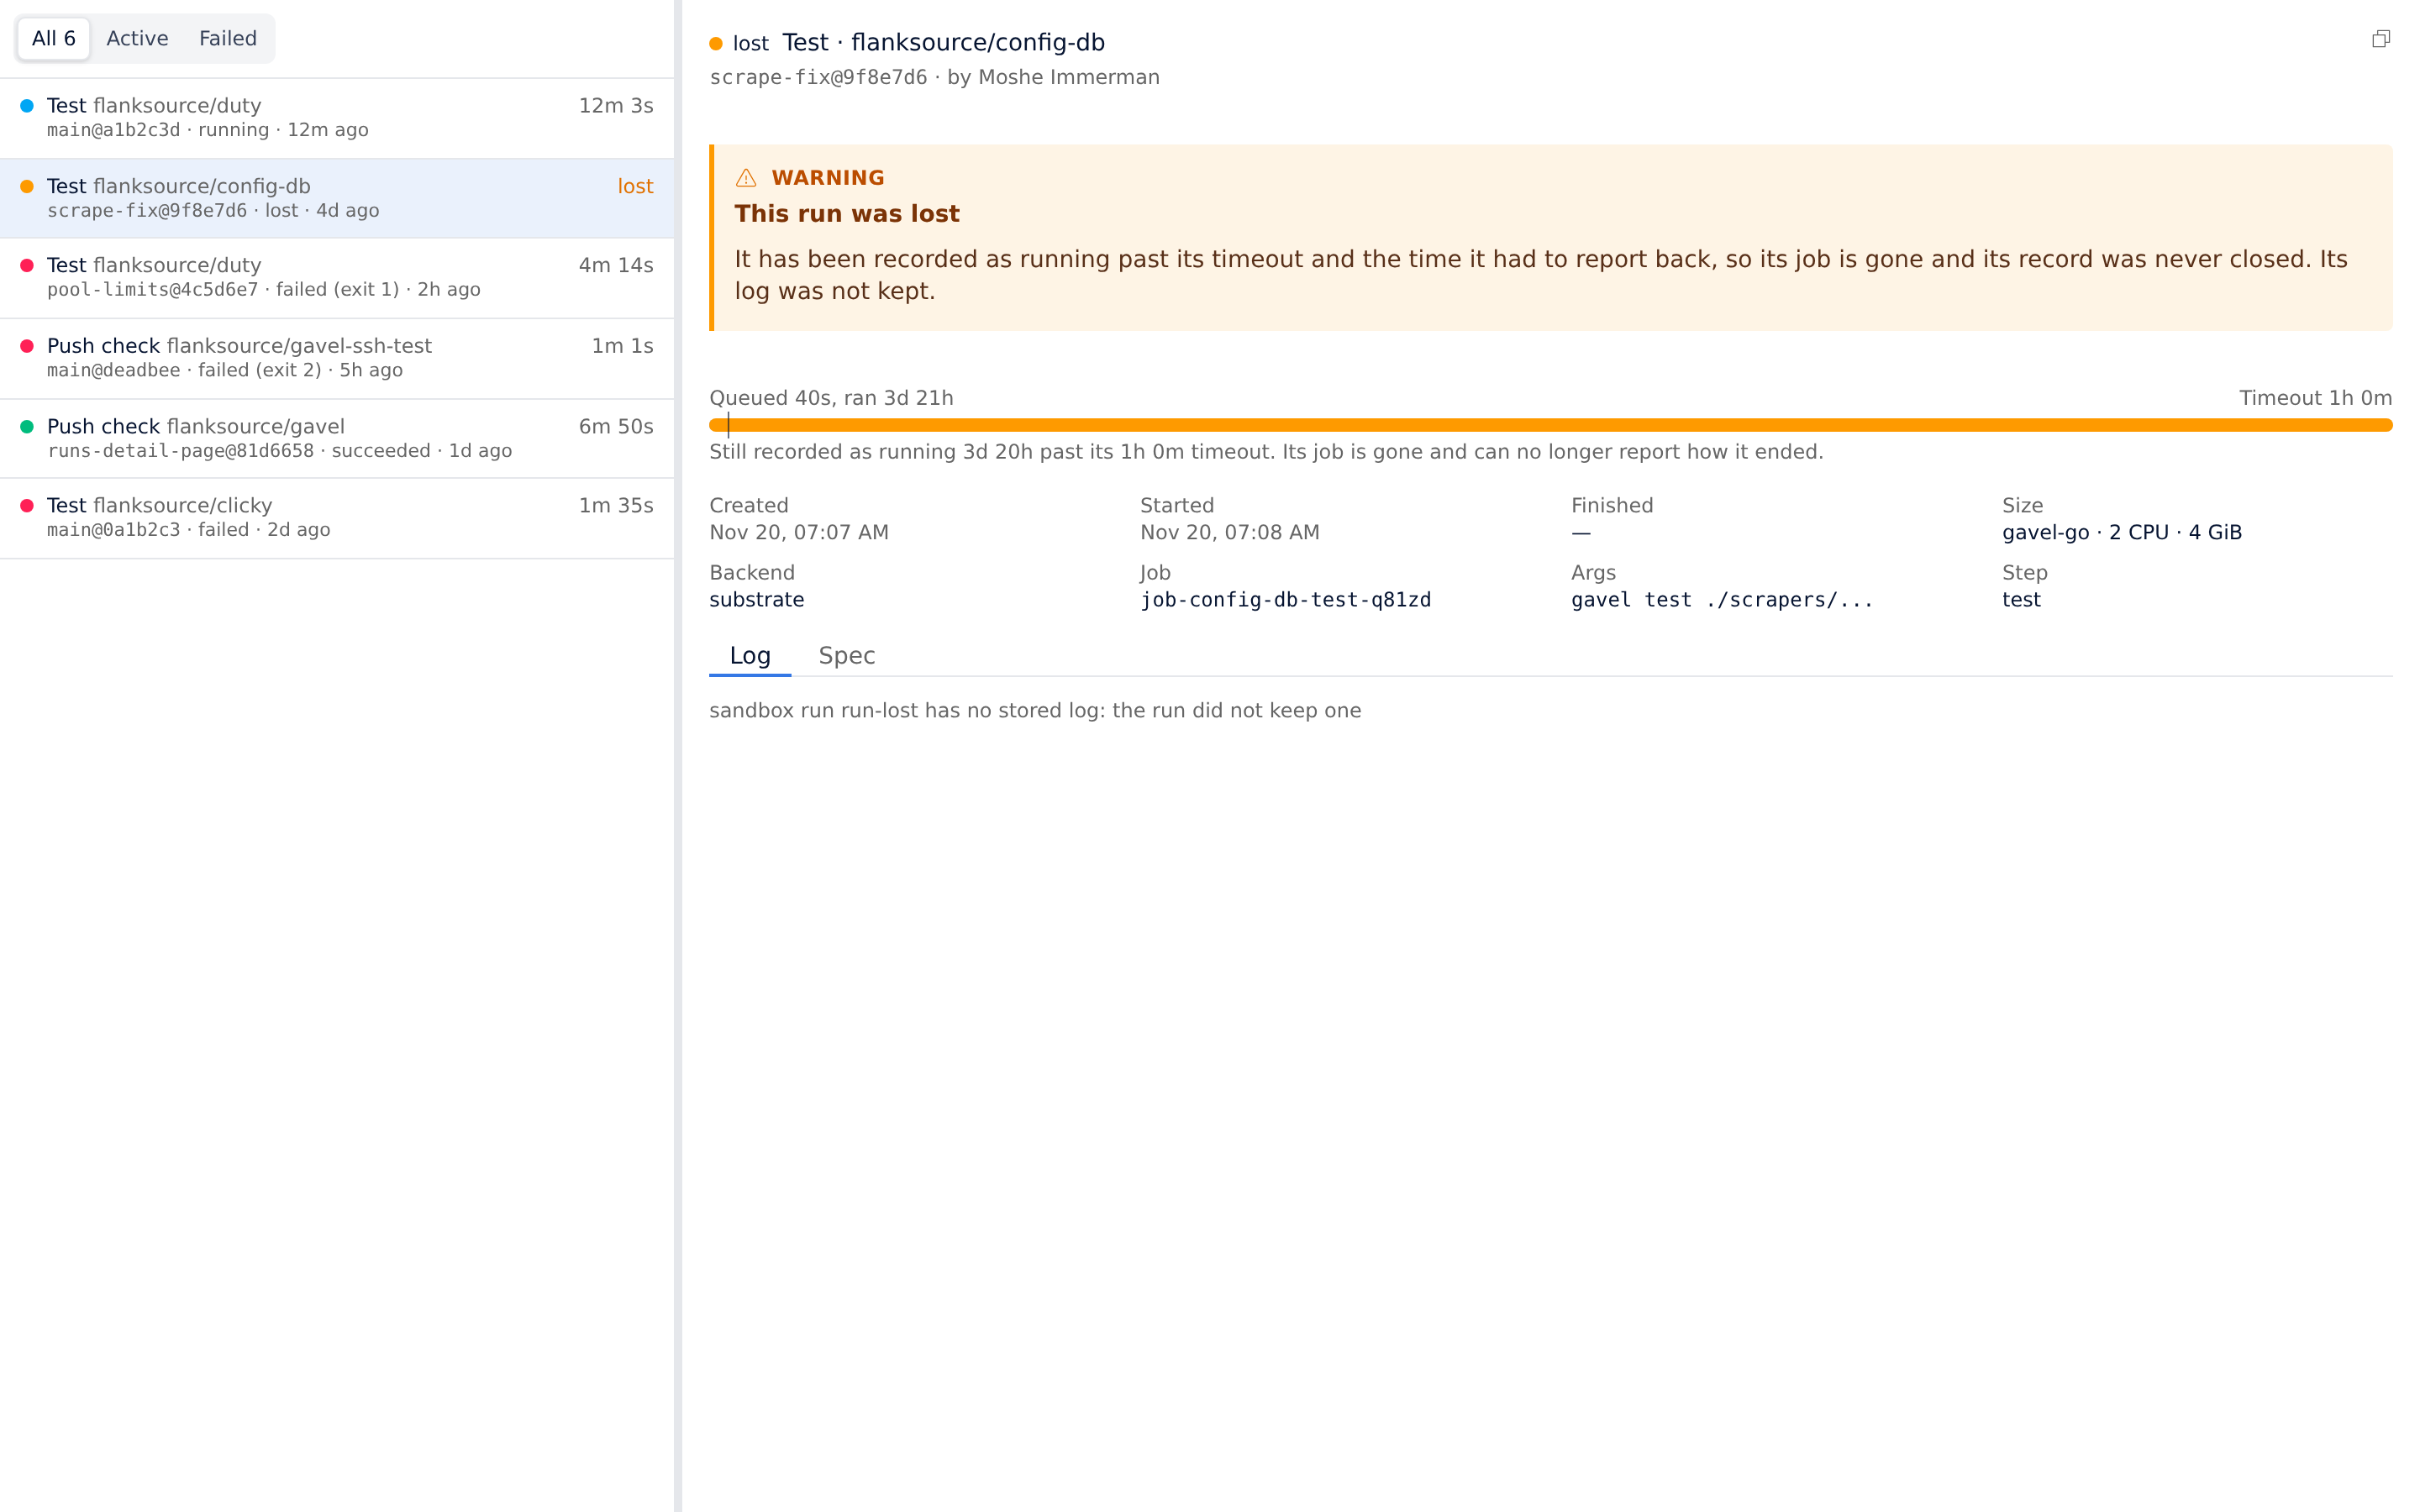 All 6 Active Failed
Test flanksource/duty 12m 3s
main@a1b2c3d · running · 12m ago
Test flanksource/config-db lost
scrape-fix@9f8e7d6 · lost · 4d ago
Test flanksource/duty 4m 14s
pool-limits@4c5d6e7 · failed (exit 1) · 2h ago
Push check flanksource/gavel-ssh-test 1m 1s
main@deadbee · failed (exit 2) · 5h ago
Push check flanksource/gavel 6m 50s
runs-detail-page@81d6658 · succeeded · 1d ago
Test flanksource/clicky 1m 35s
main@0a1b2c3 · failed · 2d ago
lost Test · flanksource/config-db
scrape-fix@9f8e7d6 · by Moshe Immerman
WARNING
This run was lost
It has been recorded as running past its timeout and the time it had to report back, so its job is gone and its record was never closed. Its
log was not kept.
Queued 40s, ran 3d 21h Timeout 1h 0m
Still recorded as running 3d 20h past its 1h 0m timeout. Its job is gone and can no longer report how it ended.
Created Started Finished Size
Nov 20, 07:07 AM Nov 20, 07:08 AM — gavel-go · 2 CPU · 4 GiB
Backend Job Args Step
substrate job-config-db-test-q81zd gavel test ./scrapers/... test
Log Spec
sandbox run run-lost has no stored log: the run did not keep one